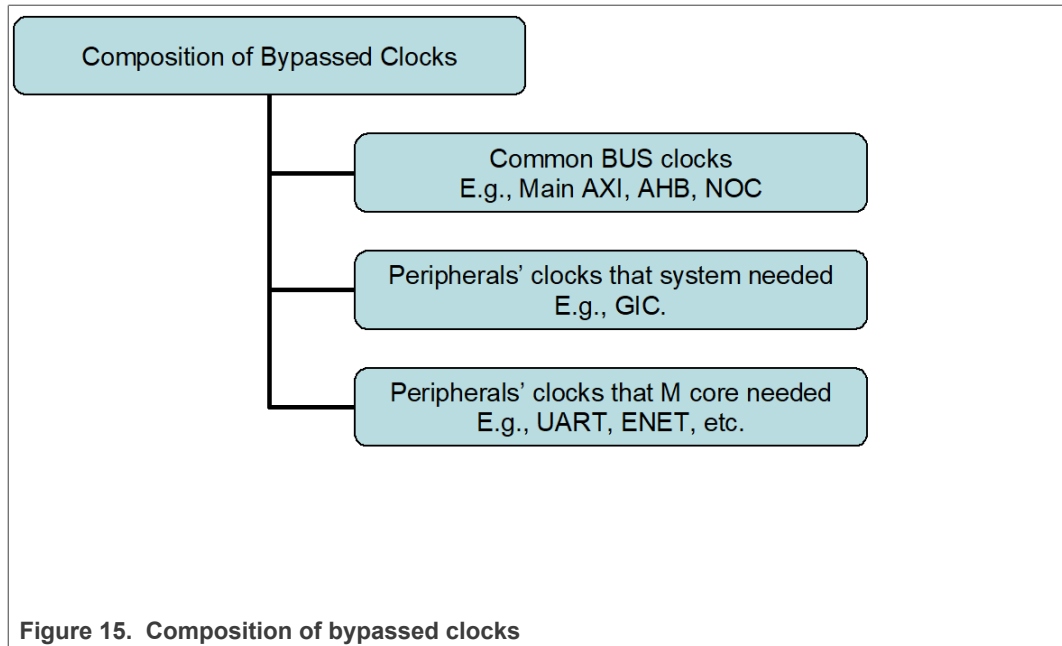 Composition of Bypassed Clocks
Common BUS clocks
E.g., Main AXI, AHB, NOC
Peripherals’ clocks that system needed
E.g., GIC.
Peripherals’ clocks that M core needed
E.g., UART, ENET, etc.
Figure 15. Composition of bypassed clocks